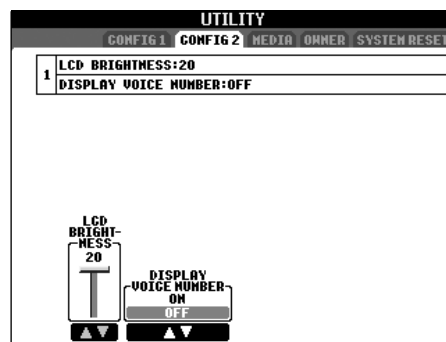 UTILITY
CONFIG 1 CONFIG 2 MEDIA OWNER SYSTEM RESET
1
LCD BRIGHTNESS:20
DISPLAY VOICE NUMBER:OFF
LCD
BRIGHT-
NESS
20
DISPLAY
VOICE NUMBER
ON
OFF